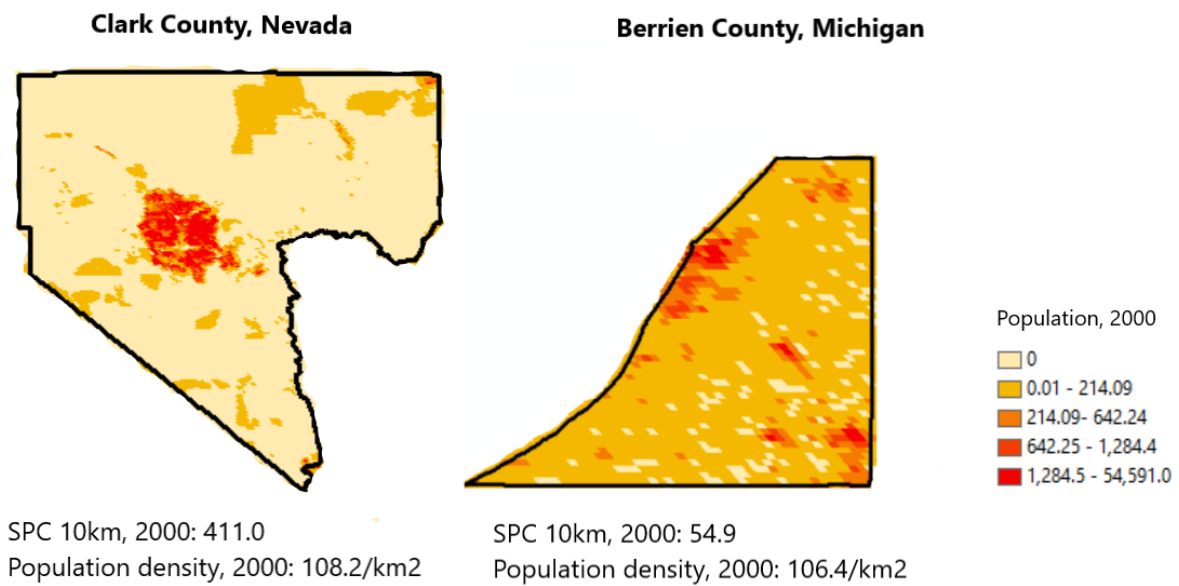 Clark County, Nevada
Berrien County, Michigan
Population, 2000
0
0.01 - 214.09
214.09- 642.24
642.25 - 1,284.4
1,284.5 - 54,591.0
SPC 10km, 2000: 411.0
Population density, 2000: 108.2/km2
SPC 10km, 2000: 54.9
Population density, 2000: 106.4/km2